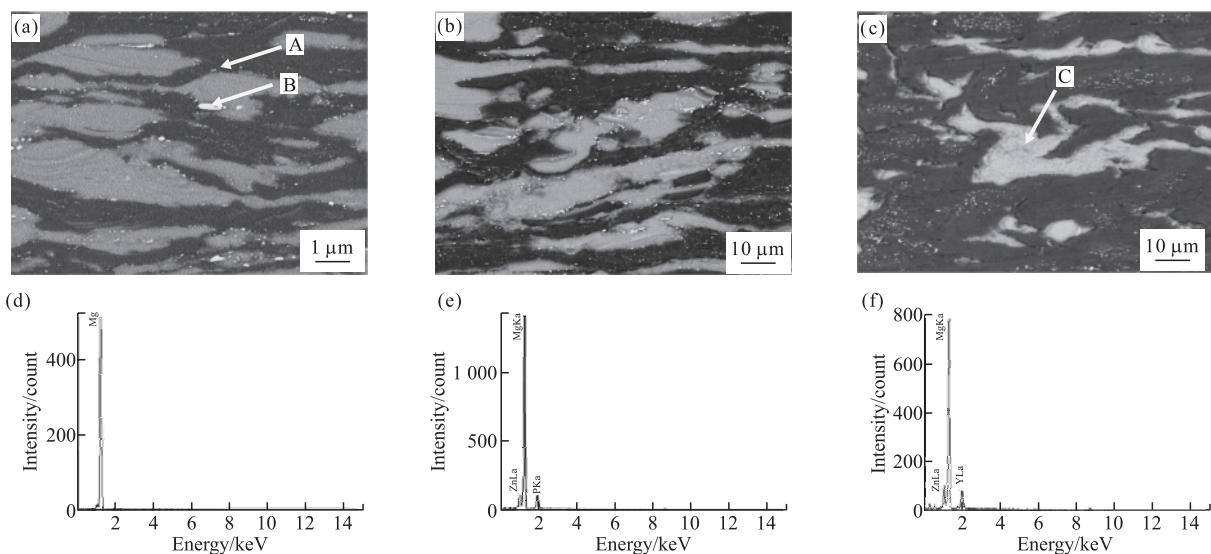 (a)
A
B
1 μm
(b)
10 μm
(c)
C
10 μm
(d)
Mg
Intensity/count
400
200
0
2 4 6 8 10 12 14
Energy/keV
(e)
MgKa
ZnLa
PKa
Intensity/count
1 000
500
0
2 4 6 8 10 12 14
Energy/keV
(f)
MgKa
ZnLa
YLa
Intensity/count
800
600
400
200
0
2 4 6 8 10 12 14
Energy/keV